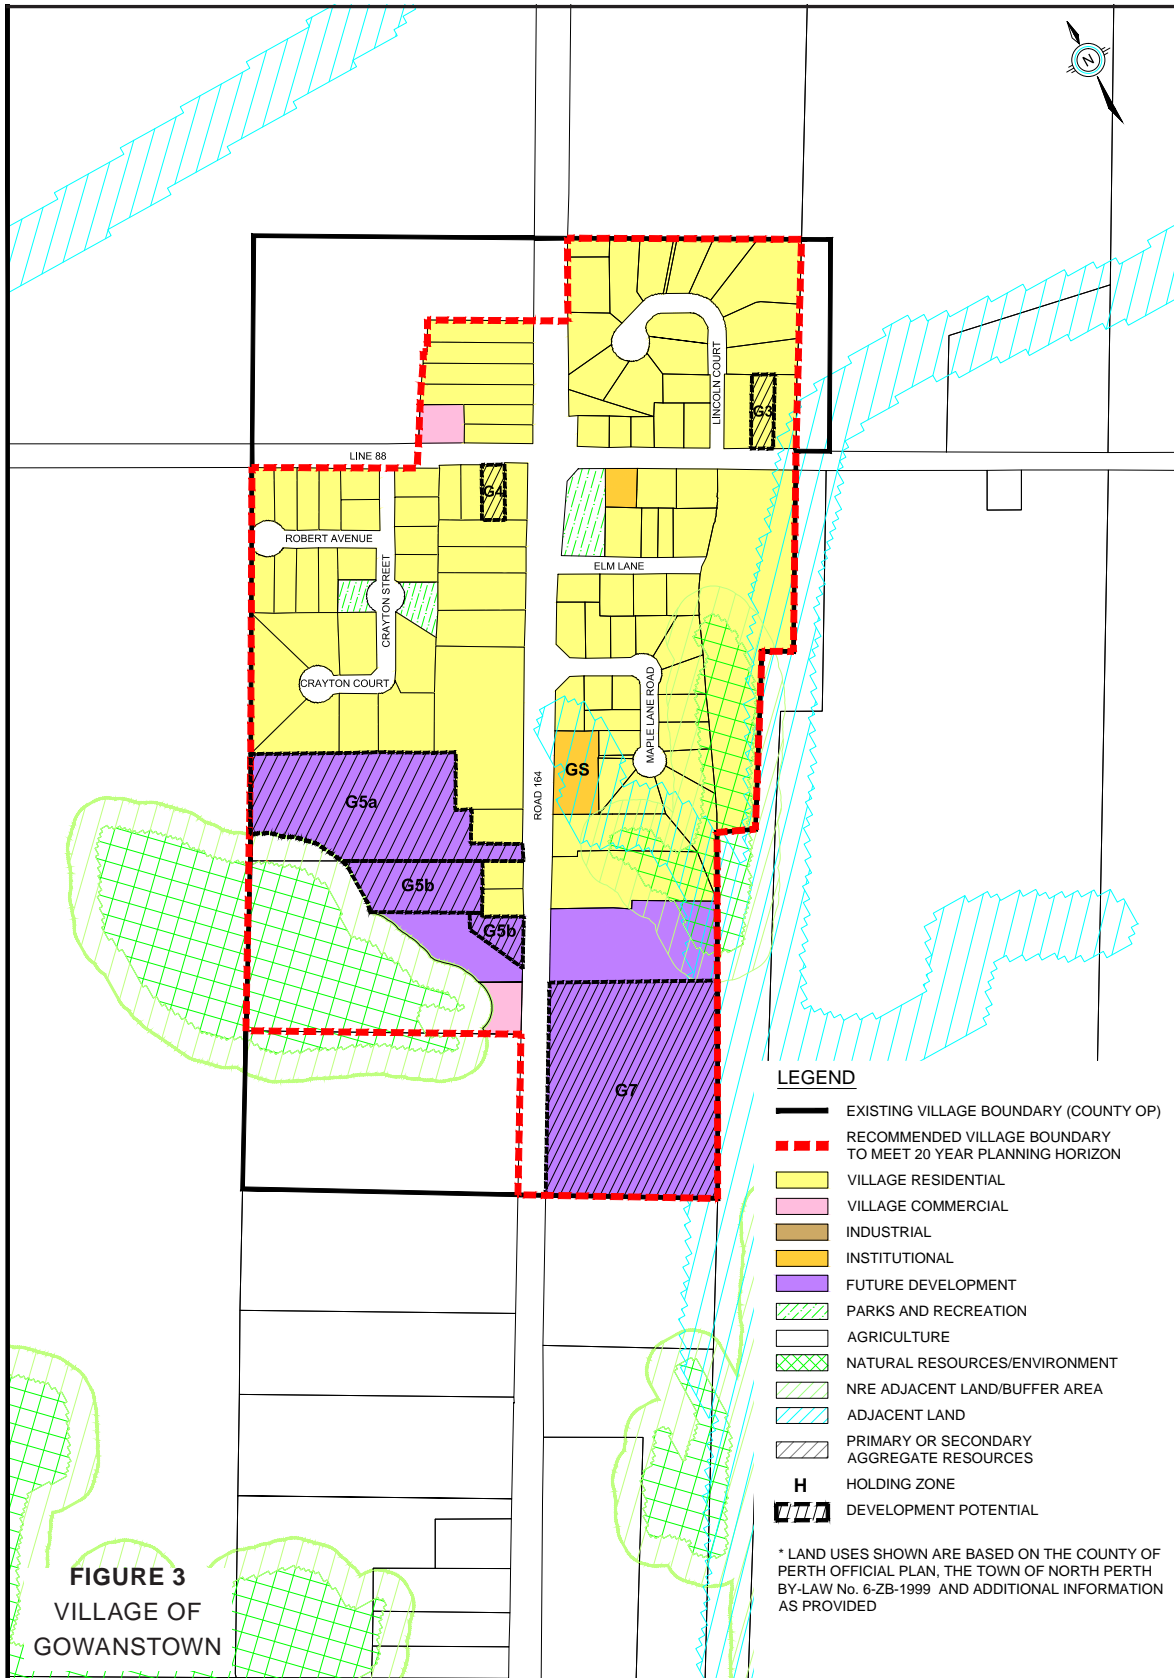 N
LINCOLN COURT
G3
LINE 88
G4
ROBERT AVENUE
CRAYTON STREET
ELM LANE
CRAYTON COURT
MAPLE LANE ROAD
GS
ROAD 164
G5a
G5b
G5b
G7
LEGEND
EXISTING VILLAGE BOUNDARY (COUNTY OP)
RECOMMENDED VILLAGE BOUNDARY
TO MEET 20 YEAR PLANNING HORIZON
VILLAGE RESIDENTIAL
VILLAGE COMMERCIAL
INDUSTRIAL
INSTITUTIONAL
FUTURE DEVELOPMENT
PARKS AND RECREATION
AGRICULTURE
NATURAL RESOURCES/ENVIRONMENT
NRE ADJACENT LAND/BUFFER AREA
ADJACENT LAND
PRIMARY OR SECONDARY
AGGREGATE RESOURCES
H HOLDING ZONE
DEVELOPMENT POTENTIAL
* LAND USES SHOWN ARE BASED ON THE COUNTY OF
PERTH OFFICIAL PLAN, THE TOWN OF NORTH PERTH
BY-LAW No. 6-ZB-1999 AND ADDITIONAL INFORMATION
AS PROVIDED
FIGURE 3
VILLAGE OF
GOWANSTOWN